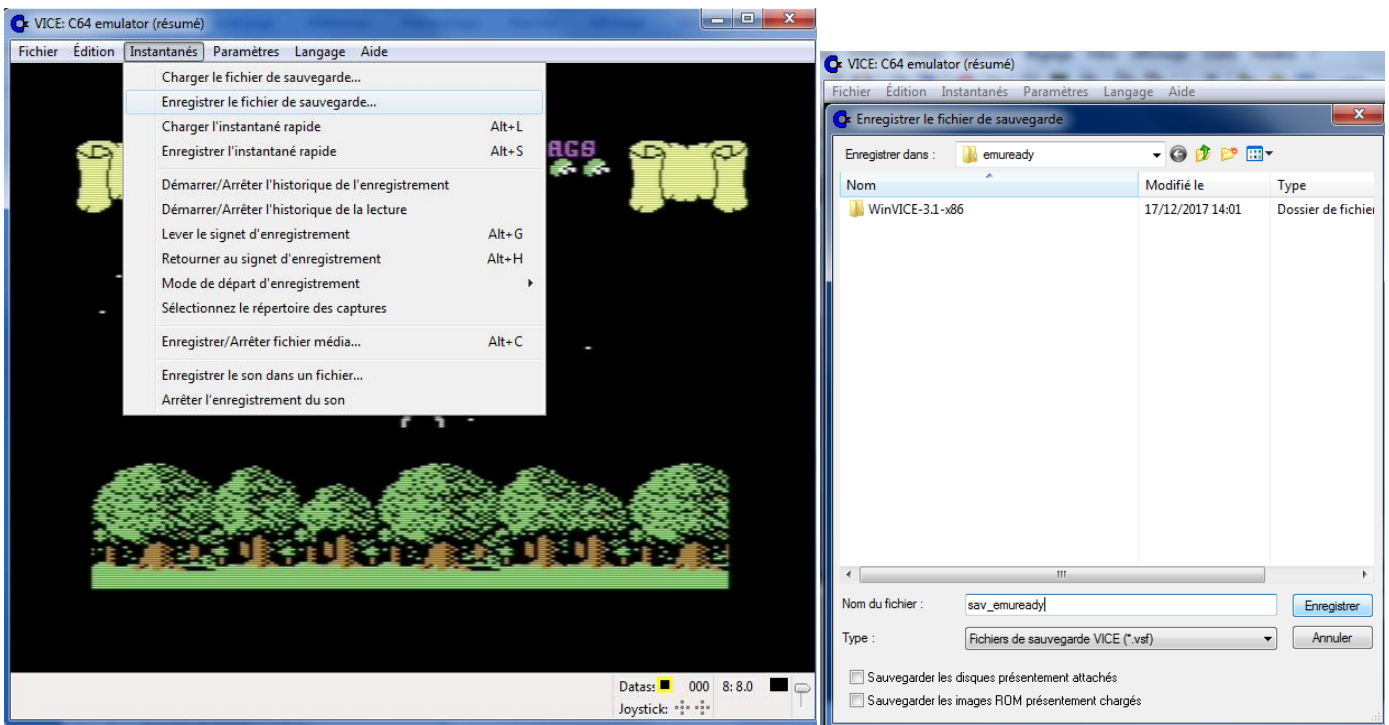 VICE: C64 emulator (résumé)
Fichier Édition Instantanés Paramètres Langage Aide
Charger le fichier de sauvegarde...
Enregistrer le fichier de sauvegarde...
Charger l'instantané rapide Alt+L
Enregistrer l'instantané rapide Alt+S
Démarrer/Arrêter l'historique de l'enregistrement
Démarrer/Arrêter l'historique de la lecture
Lever le signet d'enregistrement Alt+G
Retourner au signet d'enregistrement Alt+H
Mode de départ d'enregistrement
Sélectionnez le répertoire des captures
Enregistrer/Arrêter fichier média... Alt+C
Enregistrer le son dans un fichier...
Arrêter l'enregistrement du son
AGS
Datass 000 8: 8.0
Joystick:
VICE: C64 emulator (résumé)
Fichier Édition Instantanés Paramètres Langage Aide
Enregistrer le fichier de sauvegarde
Enregistrer dans : emuready
Nom Modifié le Type
WinVICE-3.1-x86 17/12/2017 14:01 Dossier de fichier
Nom du fichier : sav_emuready Enregistrer
Type : Fichiers de sauvegarde VICE (*.vsf) Annuler
Sauvegarder les disques présentement attachés
Sauvegarder les images ROM présentement chargés